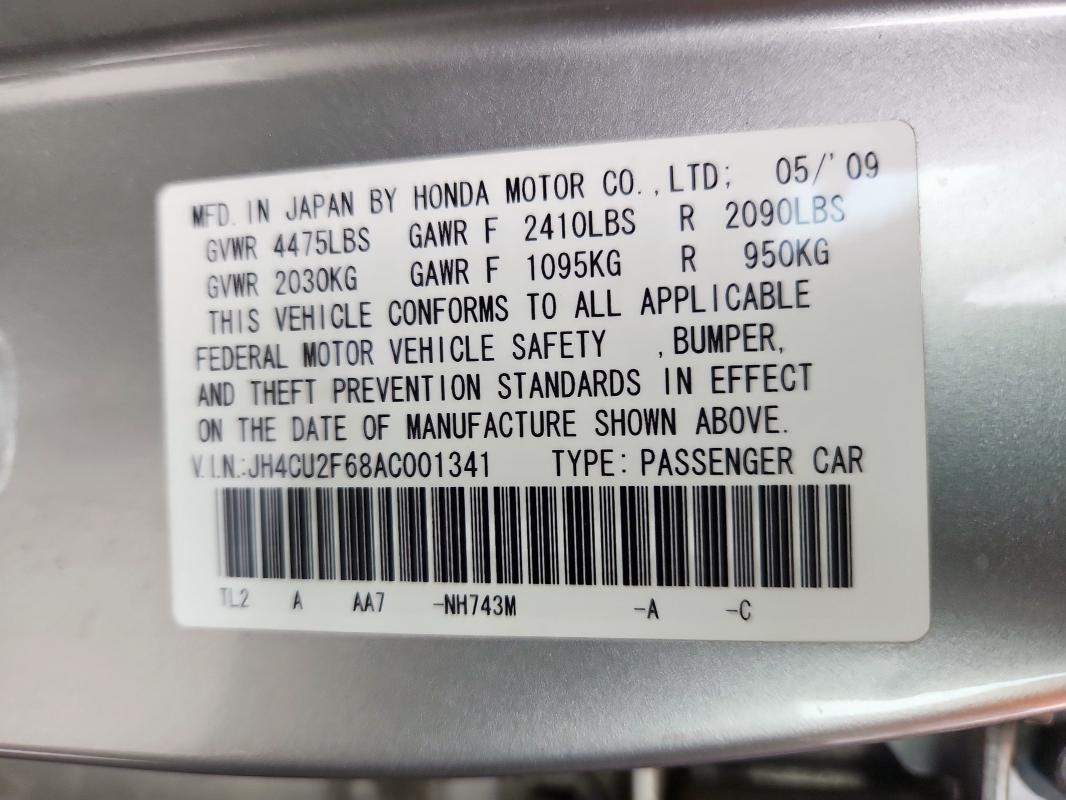 MFD. IN JAPAN BY HONDA MOTOR CO., LTD; 05/'09
GVWR 4475LBS GAWR F 2410LBS R 2090LBS
GVWR 2030KG GAWR F 1095KG R 950KG
THIS VEHICLE CONFORMS TO ALL APPLICABLE
FEDERAL MOTOR VEHICLE SAFETY , BUMPER,
AND THEFT PREVENTION STANDARDS IN EFFECT
ON THE DATE OF MANUFACTURE SHOWN ABOVE.
V.I.N.:JH4CU2F68AC001341 TYPE: PASSENGER CAR
TL2 A AA7 -NH743M -A -C